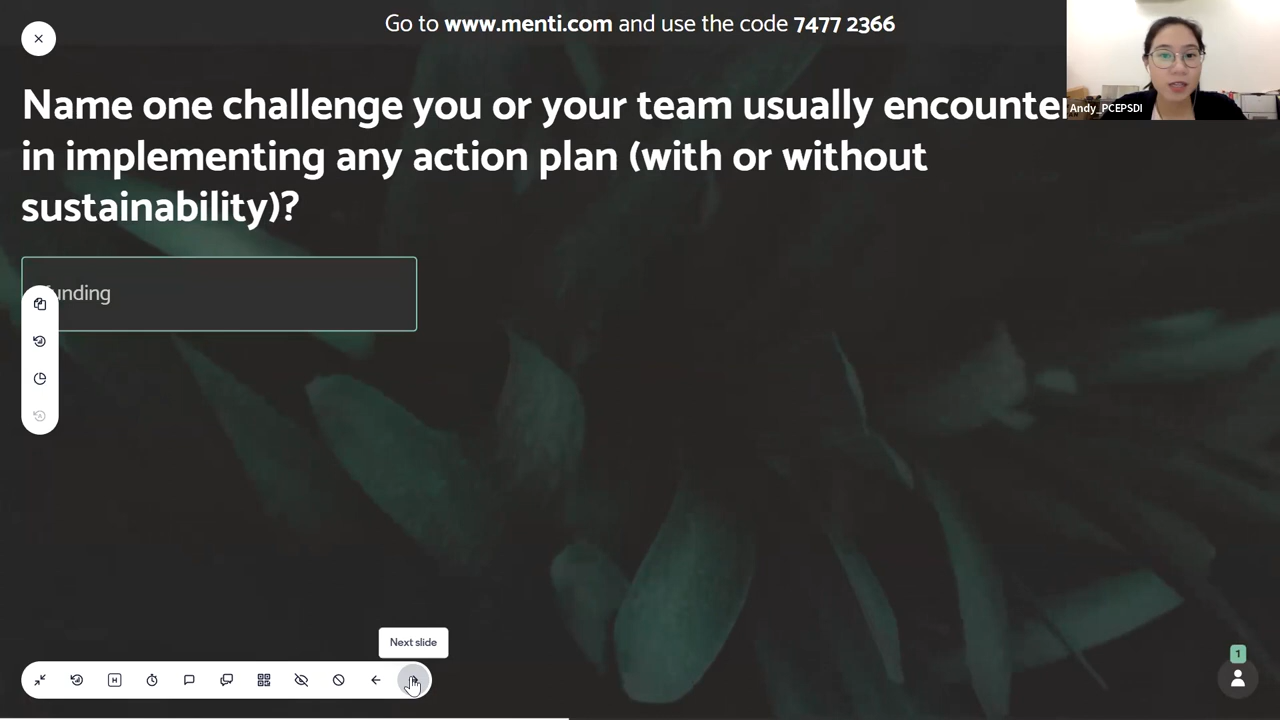 Go to www.menti.com and use the code 7477 2366
Andy_PCEPSDI
Name one challenge you or your team usually encounter
in implementing any action plan (with or without
sustainability)?
unding
Next slide
1